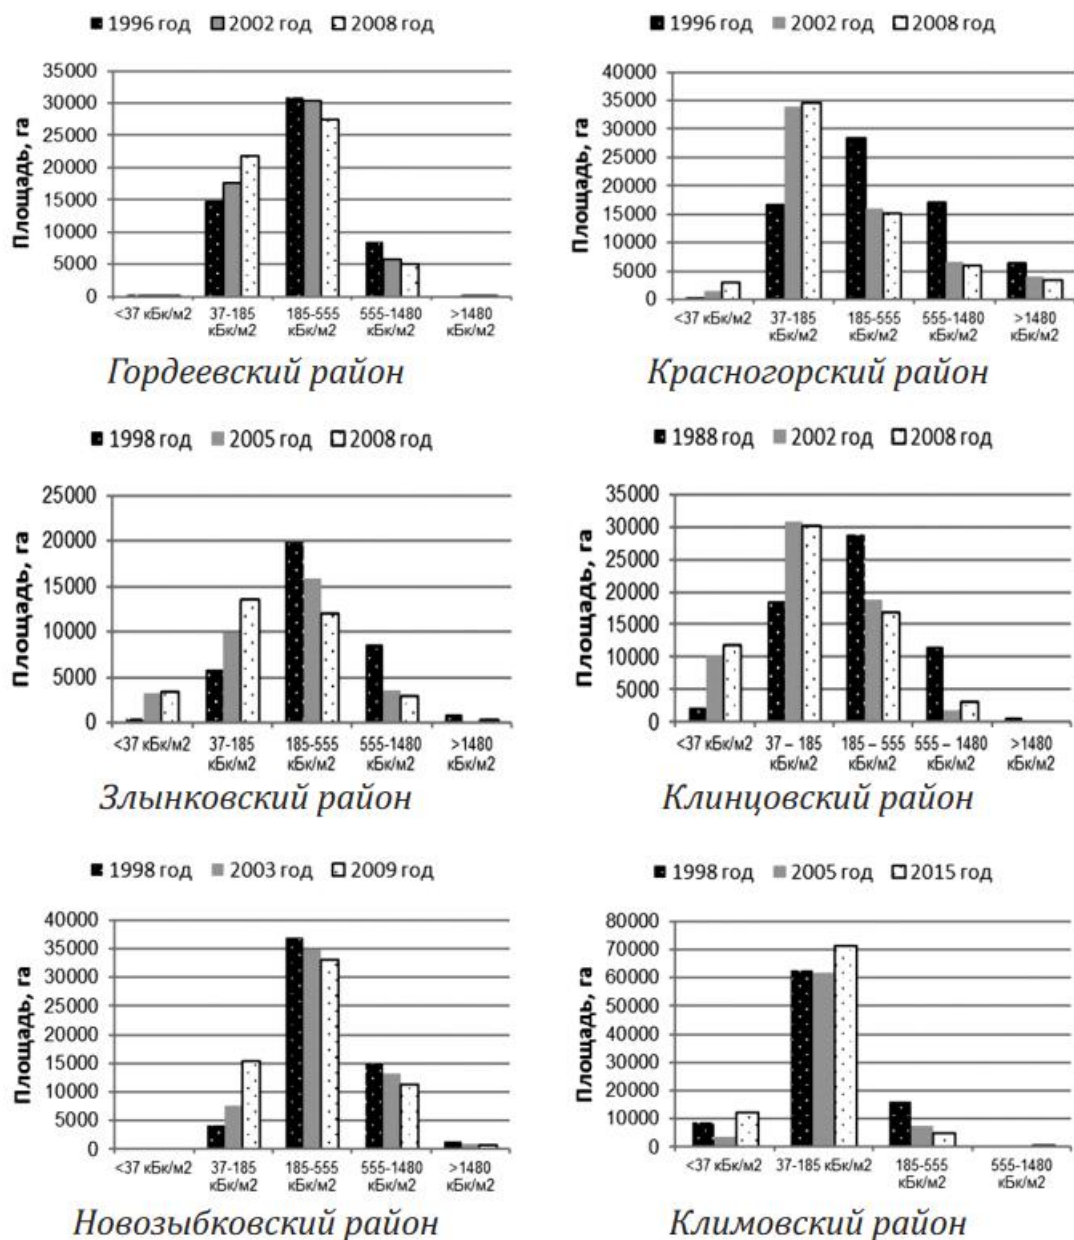 1996 год 2002 год 2008 год
Площадь, га
35000
30000
25000
20000
15000
10000
5000
0
<37 кБк/м2 37-185 кБк/м2 185-555 кБк/м2 555-1480 кБк/м2 >1480 кБк/м2
Гордеевский район
1996 год 2002 год 2008 год
Площадь, га
40000
35000
30000
25000
20000
15000
10000
5000
0
<37 кБк/м2 37-185 кБк/м2 185-555 кБк/м2 555-1480 кБк/м2 >1480 кБк/м2
Красногорский район
1998 год 2005 год 2008 год
Площадь, га
25000
20000
15000
10000
5000
0
<37 кБк/м2 37-185 кБк/м2 185-555 кБк/м2 555-1480 кБк/м2 >1480 кБк/м2
Злынковский район
1988 год 2002 год 2008 год
Площадь, га
35000
30000
25000
20000
15000
10000
5000
0
<37 кБк/м2 37 – 185 кБк/м2 185 – 555 кБк/м2 555 – 1480 кБк/м2 >1480 кБк/м2
Клинцовский район
1998 год 2003 год 2009 год
Площадь, га
40000
35000
30000
25000
20000
15000
10000
5000
0
<37 кБк/м2 37-185 кБк/м2 185-555 кБк/м2 555-1480 кБк/м2 >1480 кБк/м2
Новозыбковский район
1998 год 2005 год 2015 год
Площадь, га
80000
70000
60000
50000
40000
30000
20000
10000
0
<37 кБк/м2 37-185 кБк/м2 185-555 кБк/м2 555-1480 кБк/м2
Климовский район